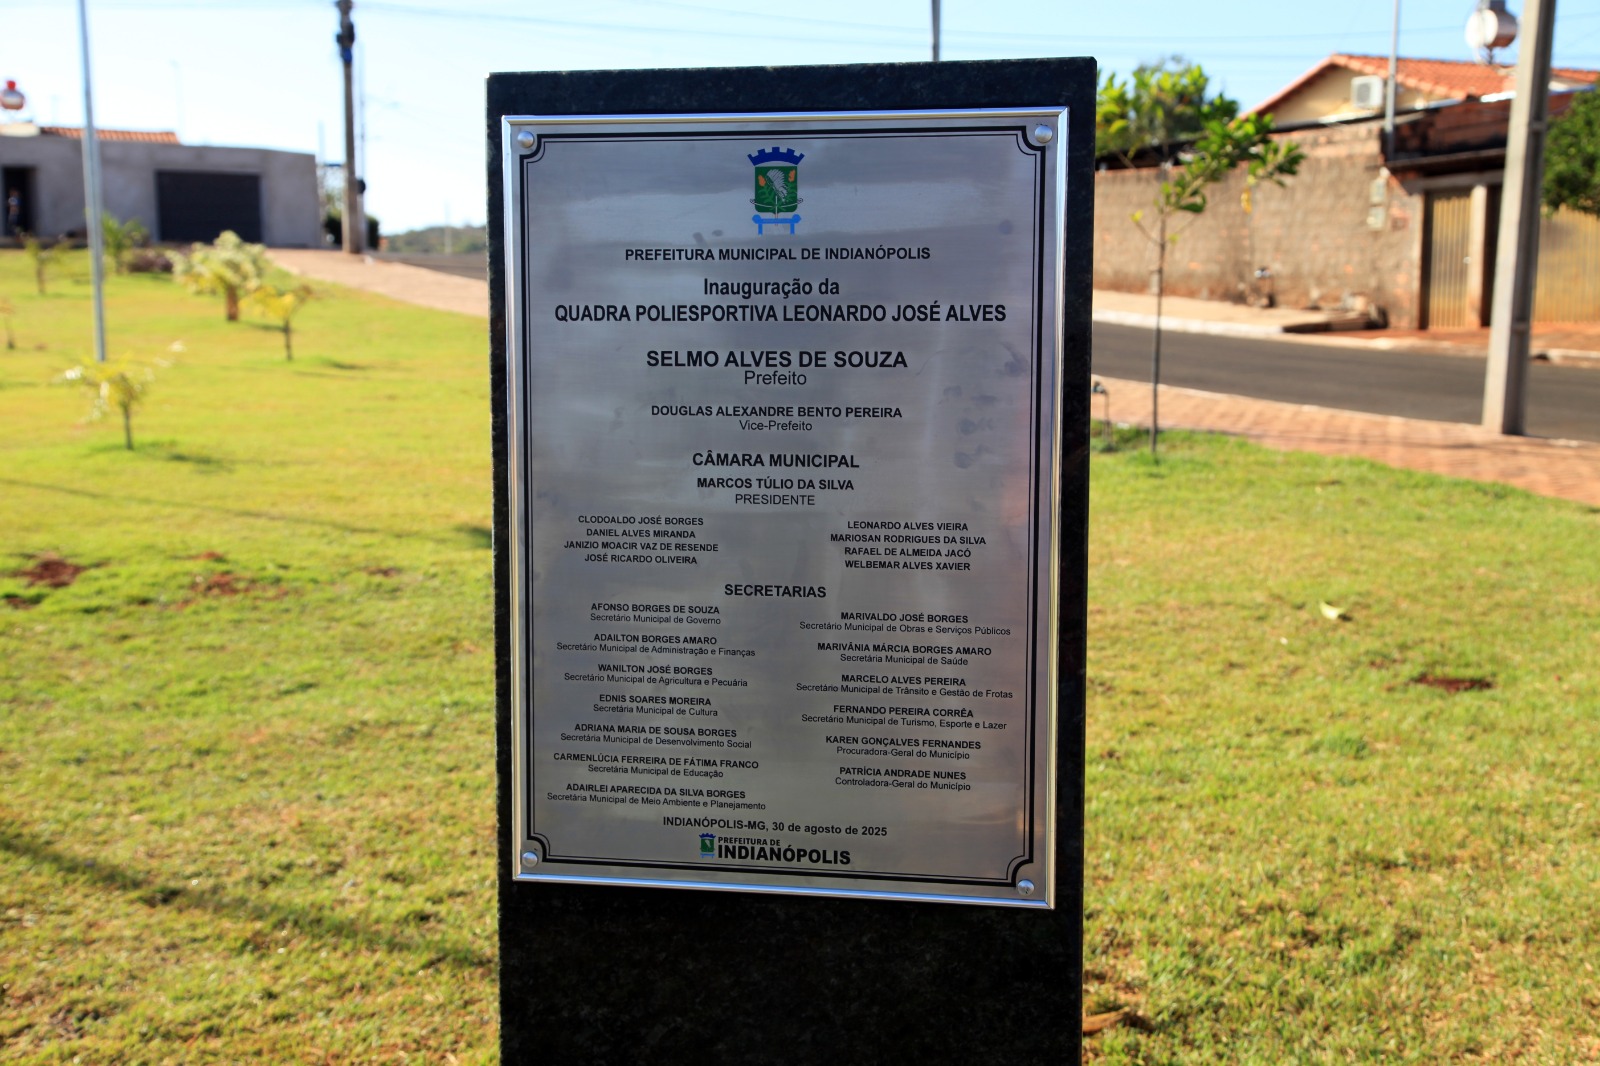 PREFEITURA MUNICIPAL DE INDIANÓPOLIS
Inauguração da
QUADRA POLIESPORTIVA LEONARDO JOSÉ ALVES
SELMO ALVES DE SOUZA
Prefeito
DOUGLAS ALEXANDRE BENTO PEREIRA
Vice-Prefeito
CÂMARA MUNICIPAL
MARCOS TÚLIO DA SILVA
PRESIDENTE
CLODOALDO JOSÉ BORGES
DANIEL ALVES MIRANDA
JANIZIO MOACIR VAZ DE RESENDE
JOSÉ RICARDO OLIVEIRA
LEONARDO ALVES VIEIRA
MARIOSAN RODRIGUES DA SILVA
RAFAEL DE ALMEIDA JACÓ
WELBEMAR ALVES XAVIER
SECRETARIAS
AFONSO BORGES DE SOUZA
Secretário Municipal de Governo
ADAILTON BORGES AMARO
Secretário Municipal de Administração e Finanças
WANILTON JOSÉ BORGES
Secretário Municipal de Agricultura e Pecuária
EDNIS SOARES MOREIRA
Secretária Municipal de Cultura
ADRIANA MARIA DE SOUSA BORGES
Secretária Municipal de Desenvolvimento Social
CARMENLÚCIA FERREIRA DE FÁTIMA FRANCO
Secretária Municipal de Educação
ADAIRLEI APARECIDA DA SILVA BORGES
Secretária Municipal de Meio Ambiente e Planejamento
MARIVALDO JOSÉ BORGES
Secretário Municipal de Obras e Serviços Públicos
MARIVÂNIA MÁRCIA BORGES AMARO
Secretária Municipal de Saúde
MARCELO ALVES PEREIRA
Secretário Municipal de Trânsito e Gestão de Frotas
FERNANDO PEREIRA CORRÊA
Secretário Municipal de Turismo, Esporte e Lazer
KAREN GONÇALVES FERNANDES
Procuradora-Geral do Município
PATRÍCIA ANDRADE NUNES
Controladora-Geral do Município
INDIANÓPOLIS-MG, 30 de agosto de 2025
PREFEITURA DE
INDIANÓPOLIS